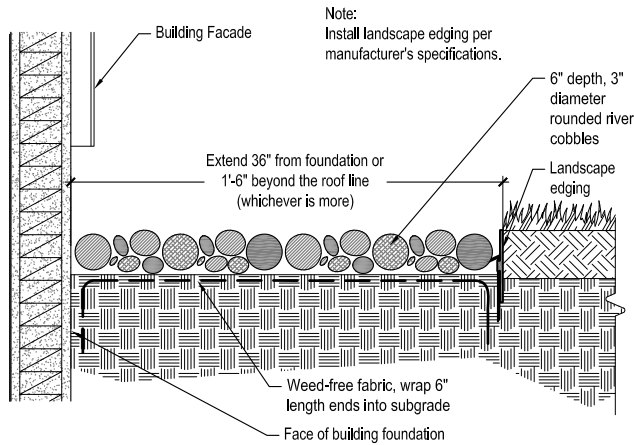 Note:
Install landscape edging per
manufacturer's specifications.
Building Facade
6" depth, 3"
diameter
rounded river
cobbles
Extend 36" from foundation or
1'-6" beyond the roof line
(whichever is more)
Landscape
edging
Weed-free fabric, wrap 6"
length ends into subgrade
Face of building foundation